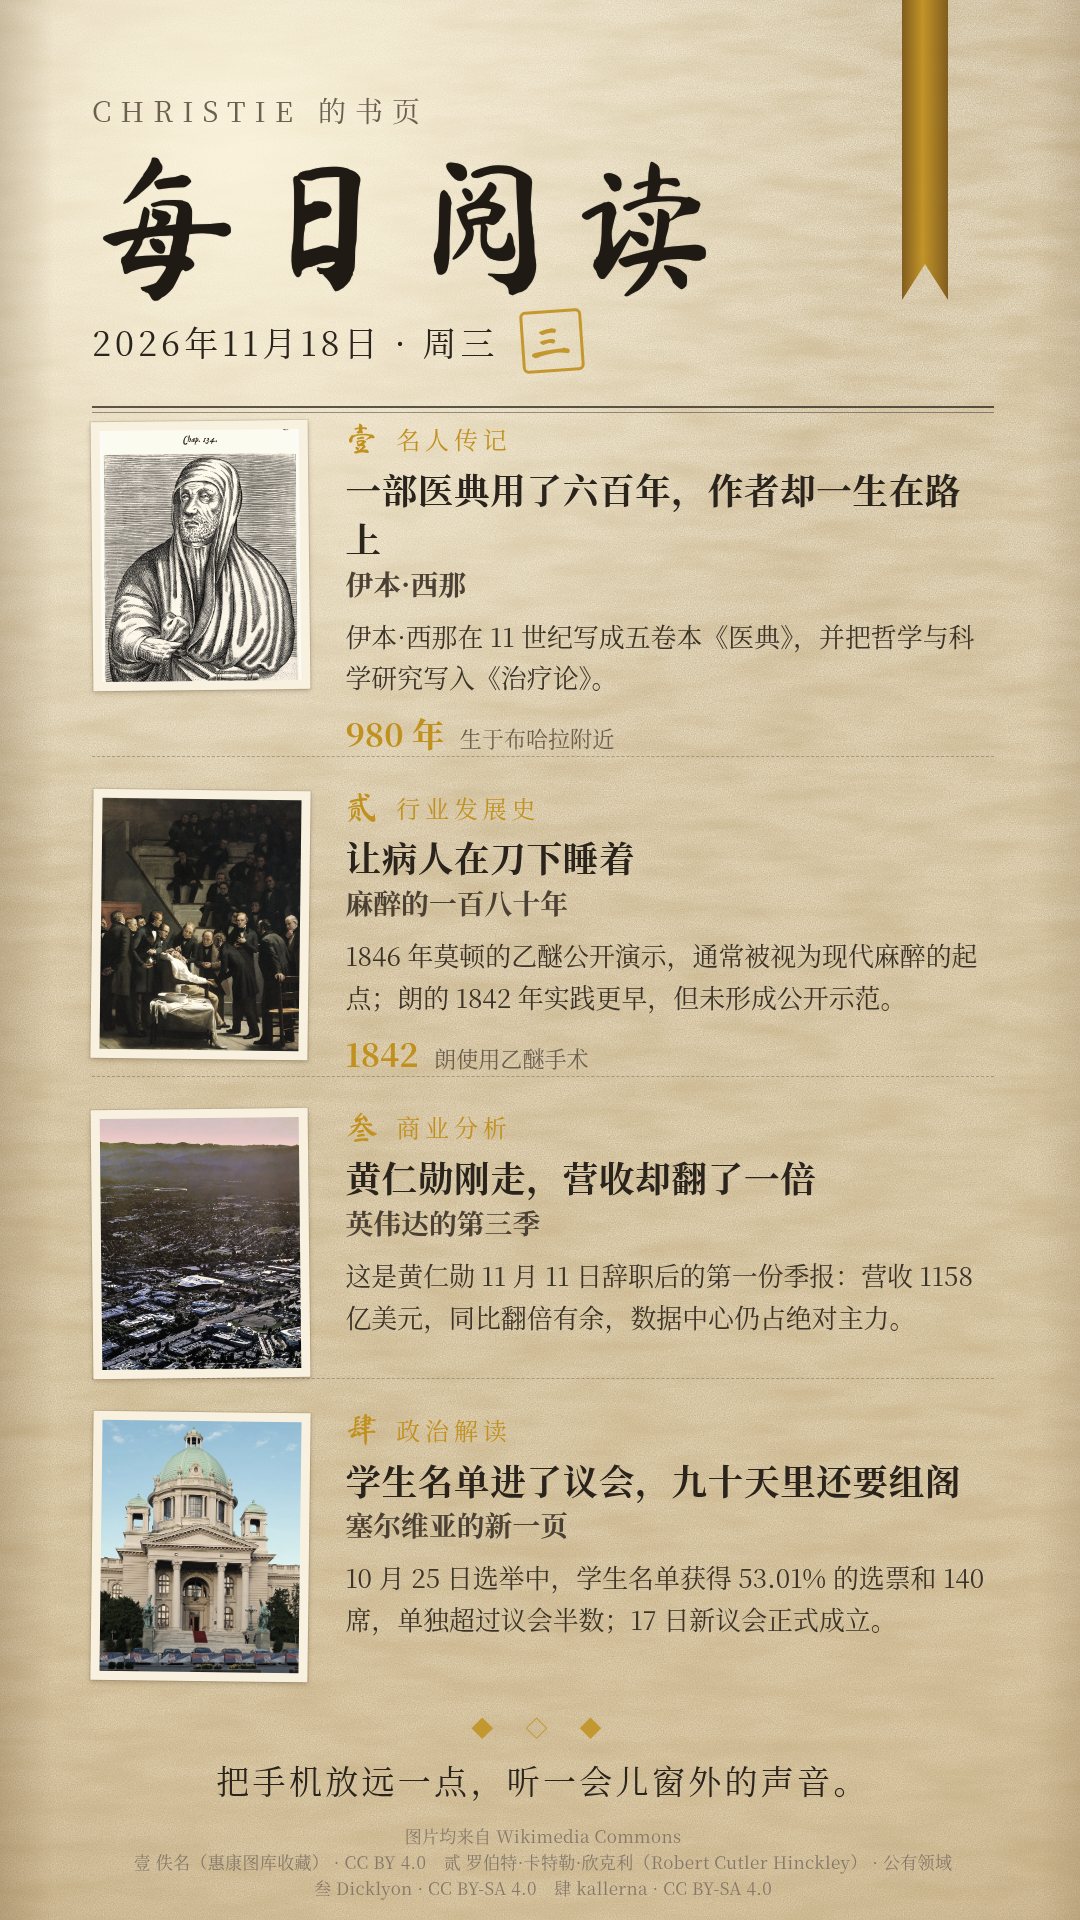 CHRISTIE 的书页
每日阅读
2026年11月18日 · 周三
三
Chap. 134.
壹 名人传记
一部医典用了六百年，作者却一生在路
上
伊本·西那
伊本·西那在 11 世纪写成五卷本《医典》，并把哲学与科
学研究写入《治疗论》。
980 年 生于布哈拉附近
贰 行业发展史
让病人在刀下睡着
麻醉的一百八十年
1846 年莫顿的乙醚公开演示，通常被视为现代麻醉的起
点；朗的 1842 年实践更早，但未形成公开示范。
1842 朗使用乙醚手术
叁 商业分析
黄仁勋刚走，营收却翻了一倍
英伟达的第三季
这是黄仁勋 11 月 11 日辞职后的第一份季报：营收 1158
亿美元，同比翻倍有余，数据中心仍占绝对主力。
肆 政治解读
学生名单进了议会，九十天里还要组阁
塞尔维亚的新一页
10 月 25 日选举中，学生名单获得 53.01% 的选票和 140
席，单独超过议会半数；17 日新议会正式成立。
把手机放远一点，听一会儿窗外的声音。
图片均来自 Wikimedia Commons
壹 佚名（惠康图库收藏） · CC BY 4.0 贰 罗伯特·卡特勒·欣克利（Robert Cutler Hinckley） · 公有领域
叁 Dicklyon · CC BY-SA 4.0 肆 kallerna · CC BY-SA 4.0